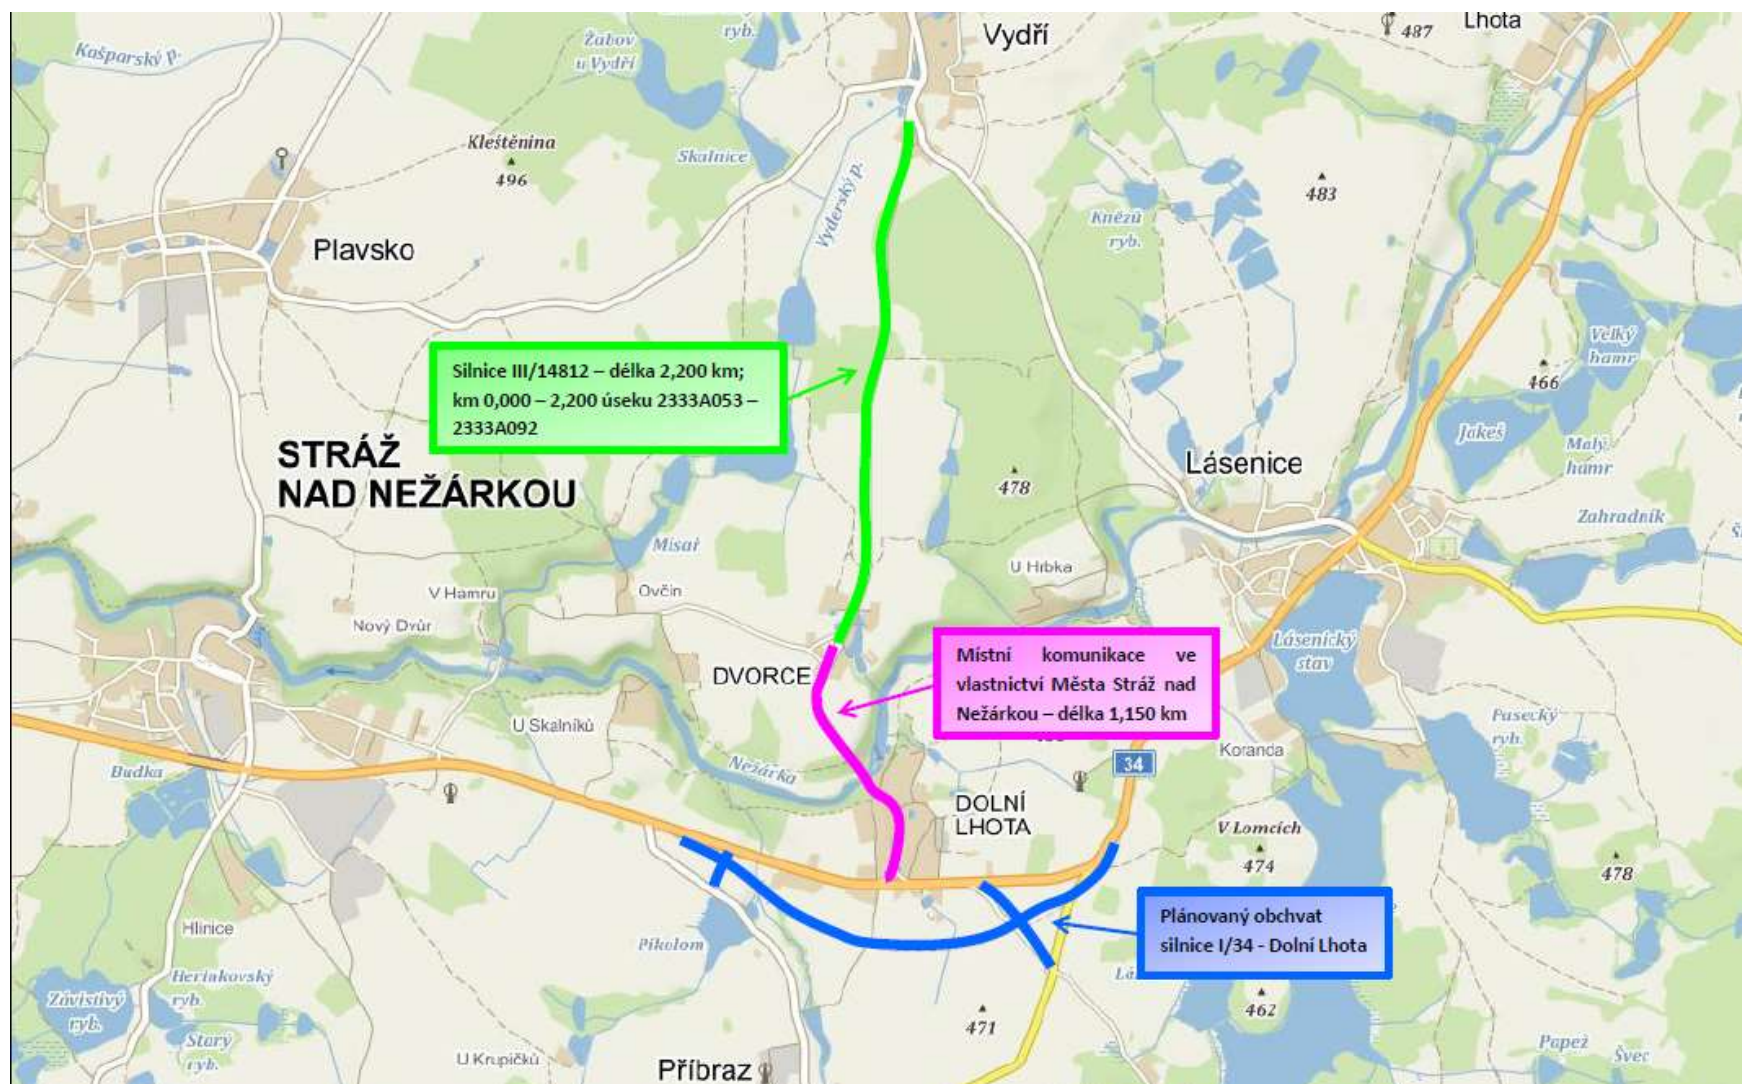 Kašparský p.
Žabov
u Vydří
ryb.
Vydří
487
Lhota
Kleštěnina
496
Skalnice
Vyderský p.
483
Knězů
ryb.
Plavsko
Velký
hamr
466
Silnice III/14812 – délka 2,200 km;
km 0,000 – 2,200 úseku 2333A053 –
2333A092
STRÁŽ
NAD NEŽÁRKOU
Jakeš
Malý
hamr
Lásenice
478
Zahradník
Misař
U Hrbka
Ovčín
V Hamru
Nový Dvůr
Lásenický
stav
DVORCE
Místní komunikace ve
vlastnictví Města Stráž nad
Nežárkou – délka 1,150 km
U Skalníků
Pasecký
ryb.
Koranda
34
Budka
Nežárka
DOLNÍ
LHOTA
V Lomcích
474
478
Plánovaný obchvat
silnice I/34 - Dolní Lhota
Hlinice
Pikolom
Heriakovský
ryb.
Závistivý
ryb.
462
471
Starý
ryb.
U Krupičků
Příbraz
Papež
Švec